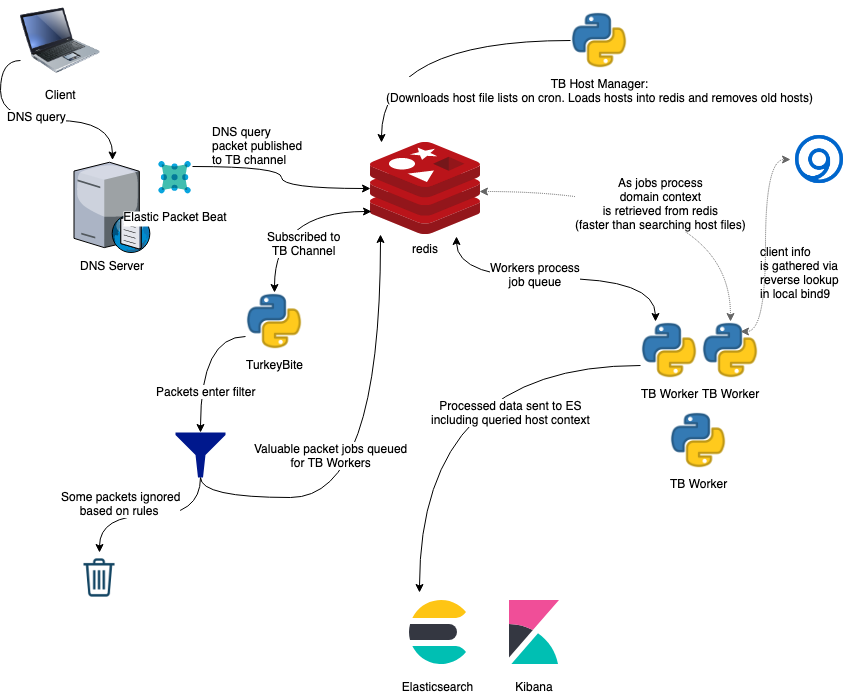 Client
DNS query
TB Host Manager:
(Downloads host file lists on cron. Loads hosts into redis and removes old hosts)
DNS query
packet published
to TB channel
Elastic Packet Beat
DNS Server
redis
Subscribed to
TB Channel
As jobs process
domain context
is retrieved from redis
(faster than searching host files)
client info
is gathered via
reverse lookup
in local bind9
9
Workers process
job queue
TurkeyBite
Packets enter filter
TB Worker
TB Worker
TB Worker
Processed data sent to ES
including queried host context
Valuable packet jobs queued
for TB Workers
Some packets ignored
based on rules
Elasticsearch
Kibana